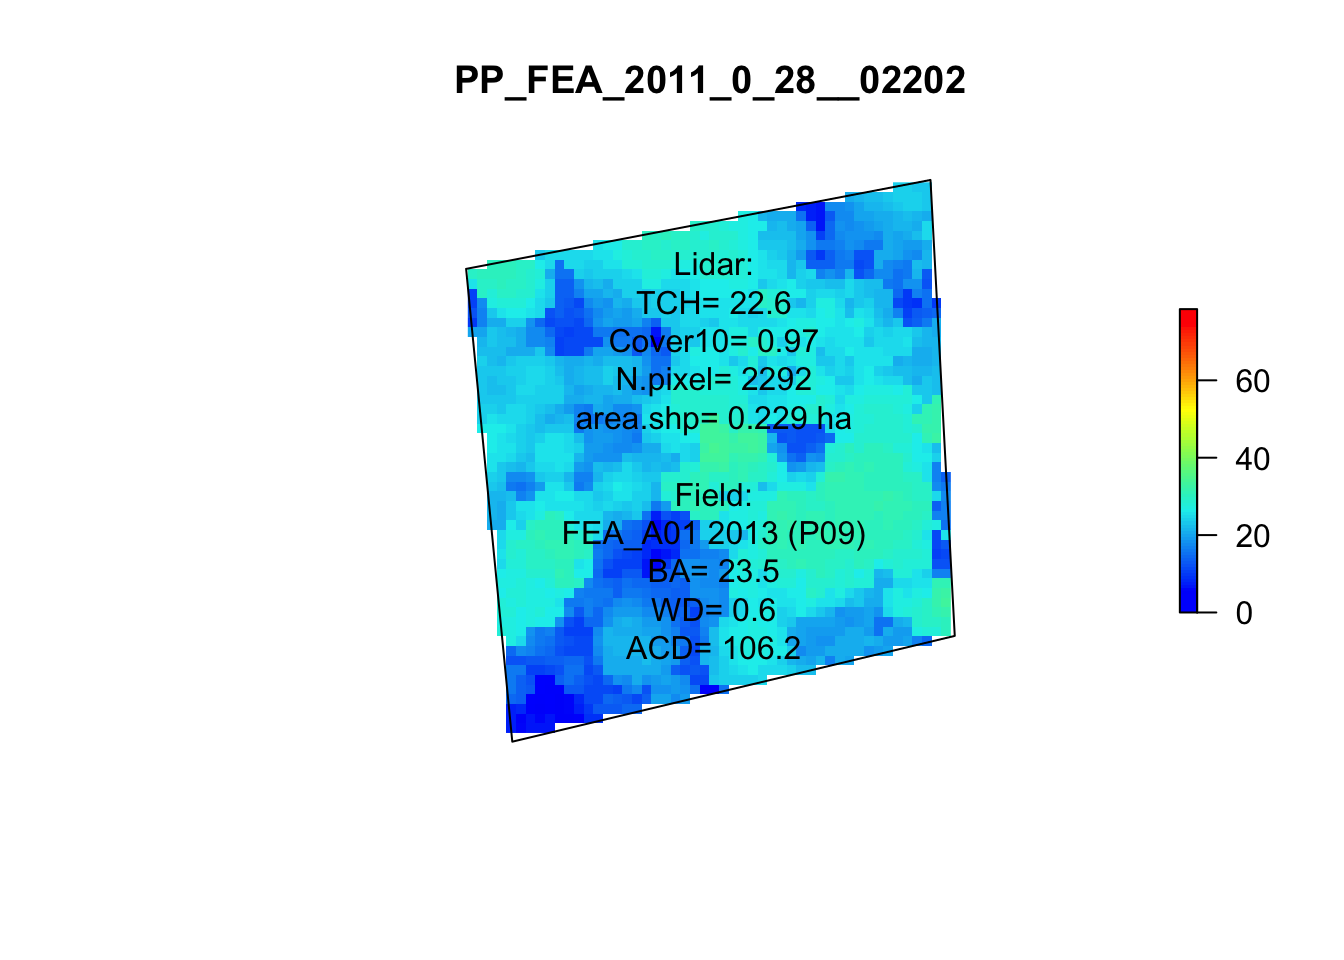 PP_FEA_2011_0_28__02202
Lidar:
TCH= 22.6
Cover10= 0.97
N.pixel= 2292
area.shp= 0.229 ha
Field:
FEA_A01 2013 (P09)
BA= 23.5
WD= 0.6
ACD= 106.2
60
40
20
0